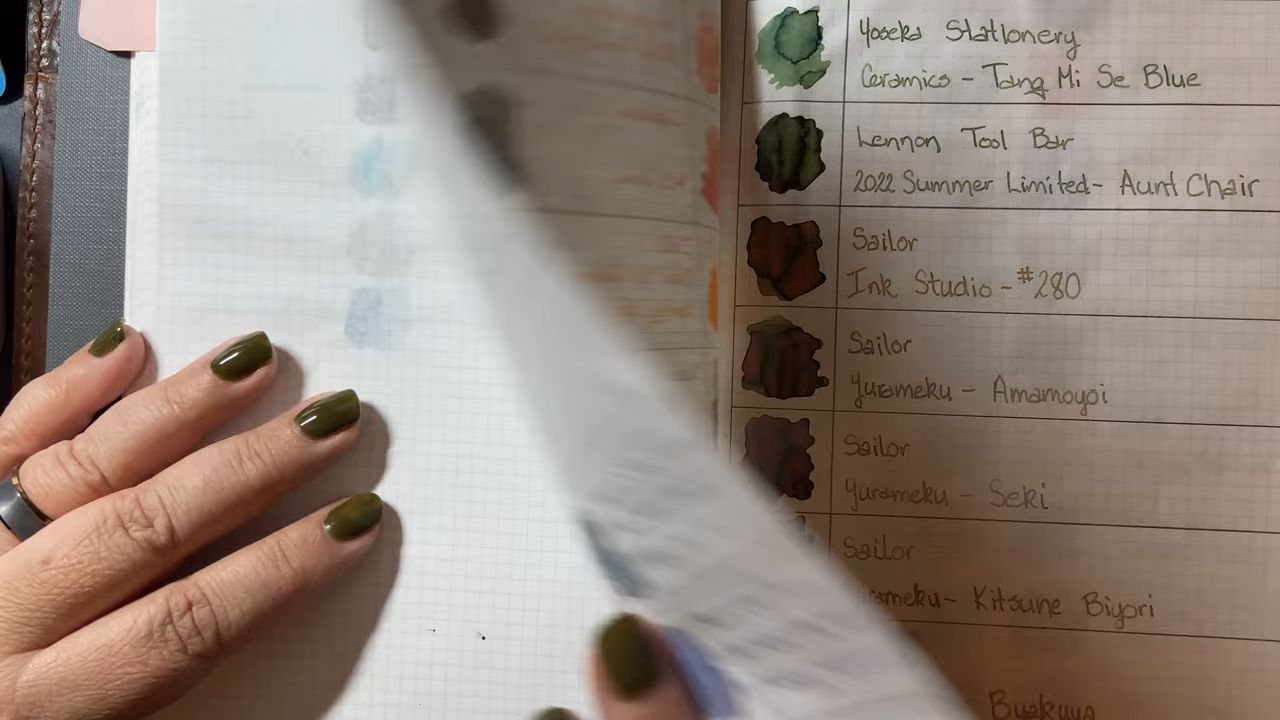 Yoseka Stationery
Ceramics - Tang Mi Se Blue
Lennon Tool Bar
2022 Summer Limited- Aunt Chair
Sailor
Ink Studio - #280
Sailor
Yurameku - Amamoyoi
Sailor
Yurameku - Seki
Sailor
rameku- Kitsune Biyori